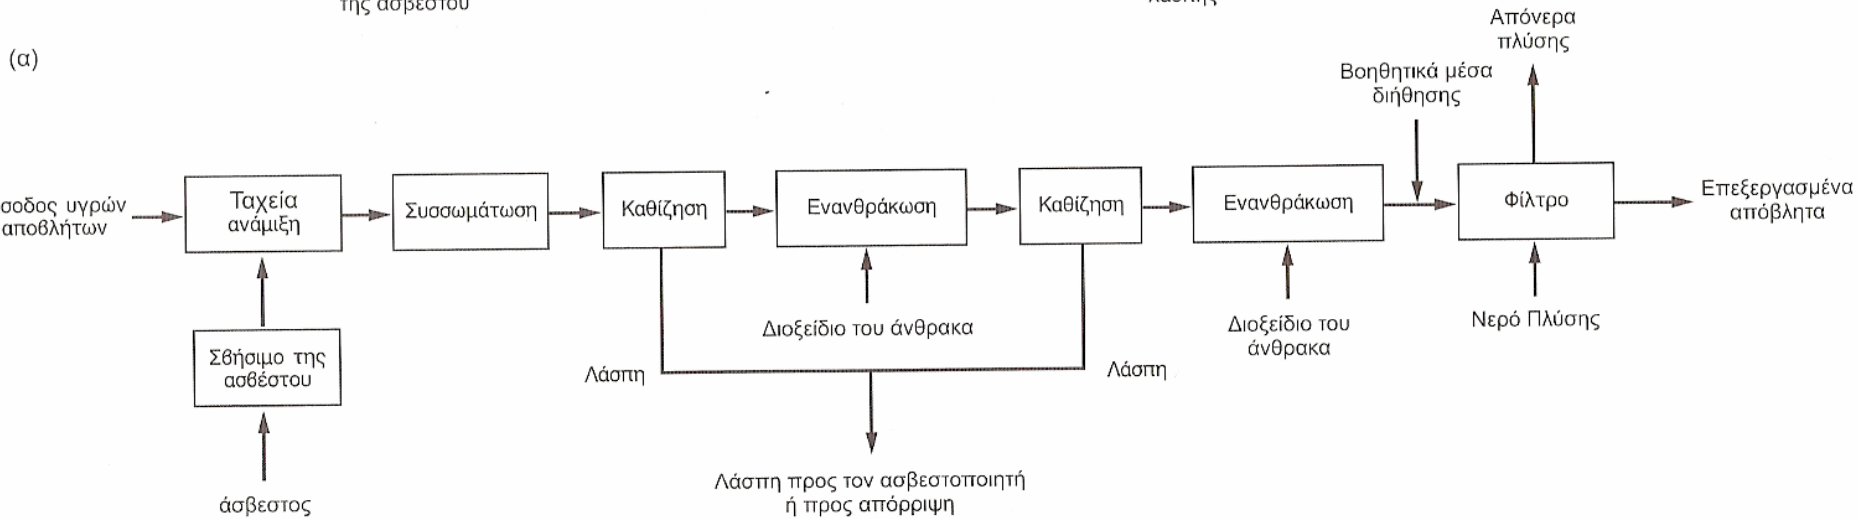 της ασβέστου
(α)
Απόνερα
πλύσης
Βοηθητικά μέσα
διήθησης
σοδος υγρών
αποβλήτων
Ταχεία
ανάμιξη
Συσσωμάτωση
Καθίζηση
Ενανθράκωση
Καθίζηση
Ενανθράκωση
Φίλτρο
Επεξεργασμένα
απόβλητα
Σβήσιμο της
ασβέστου
άσβεστος
Διοξείδιο του άνθρακα
Λάσπη
Λάσπη
Διοξείδιο του
άνθρακα
Νερό Πλύσης
Λάσπη προς τον ασβεστοποιητή
ή προς απόρριψη